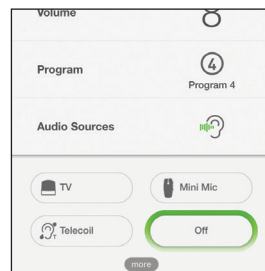 Volume 8
Program 4
Program 4
Audio Sources
TV Mini Mic
Telecoil Off
more